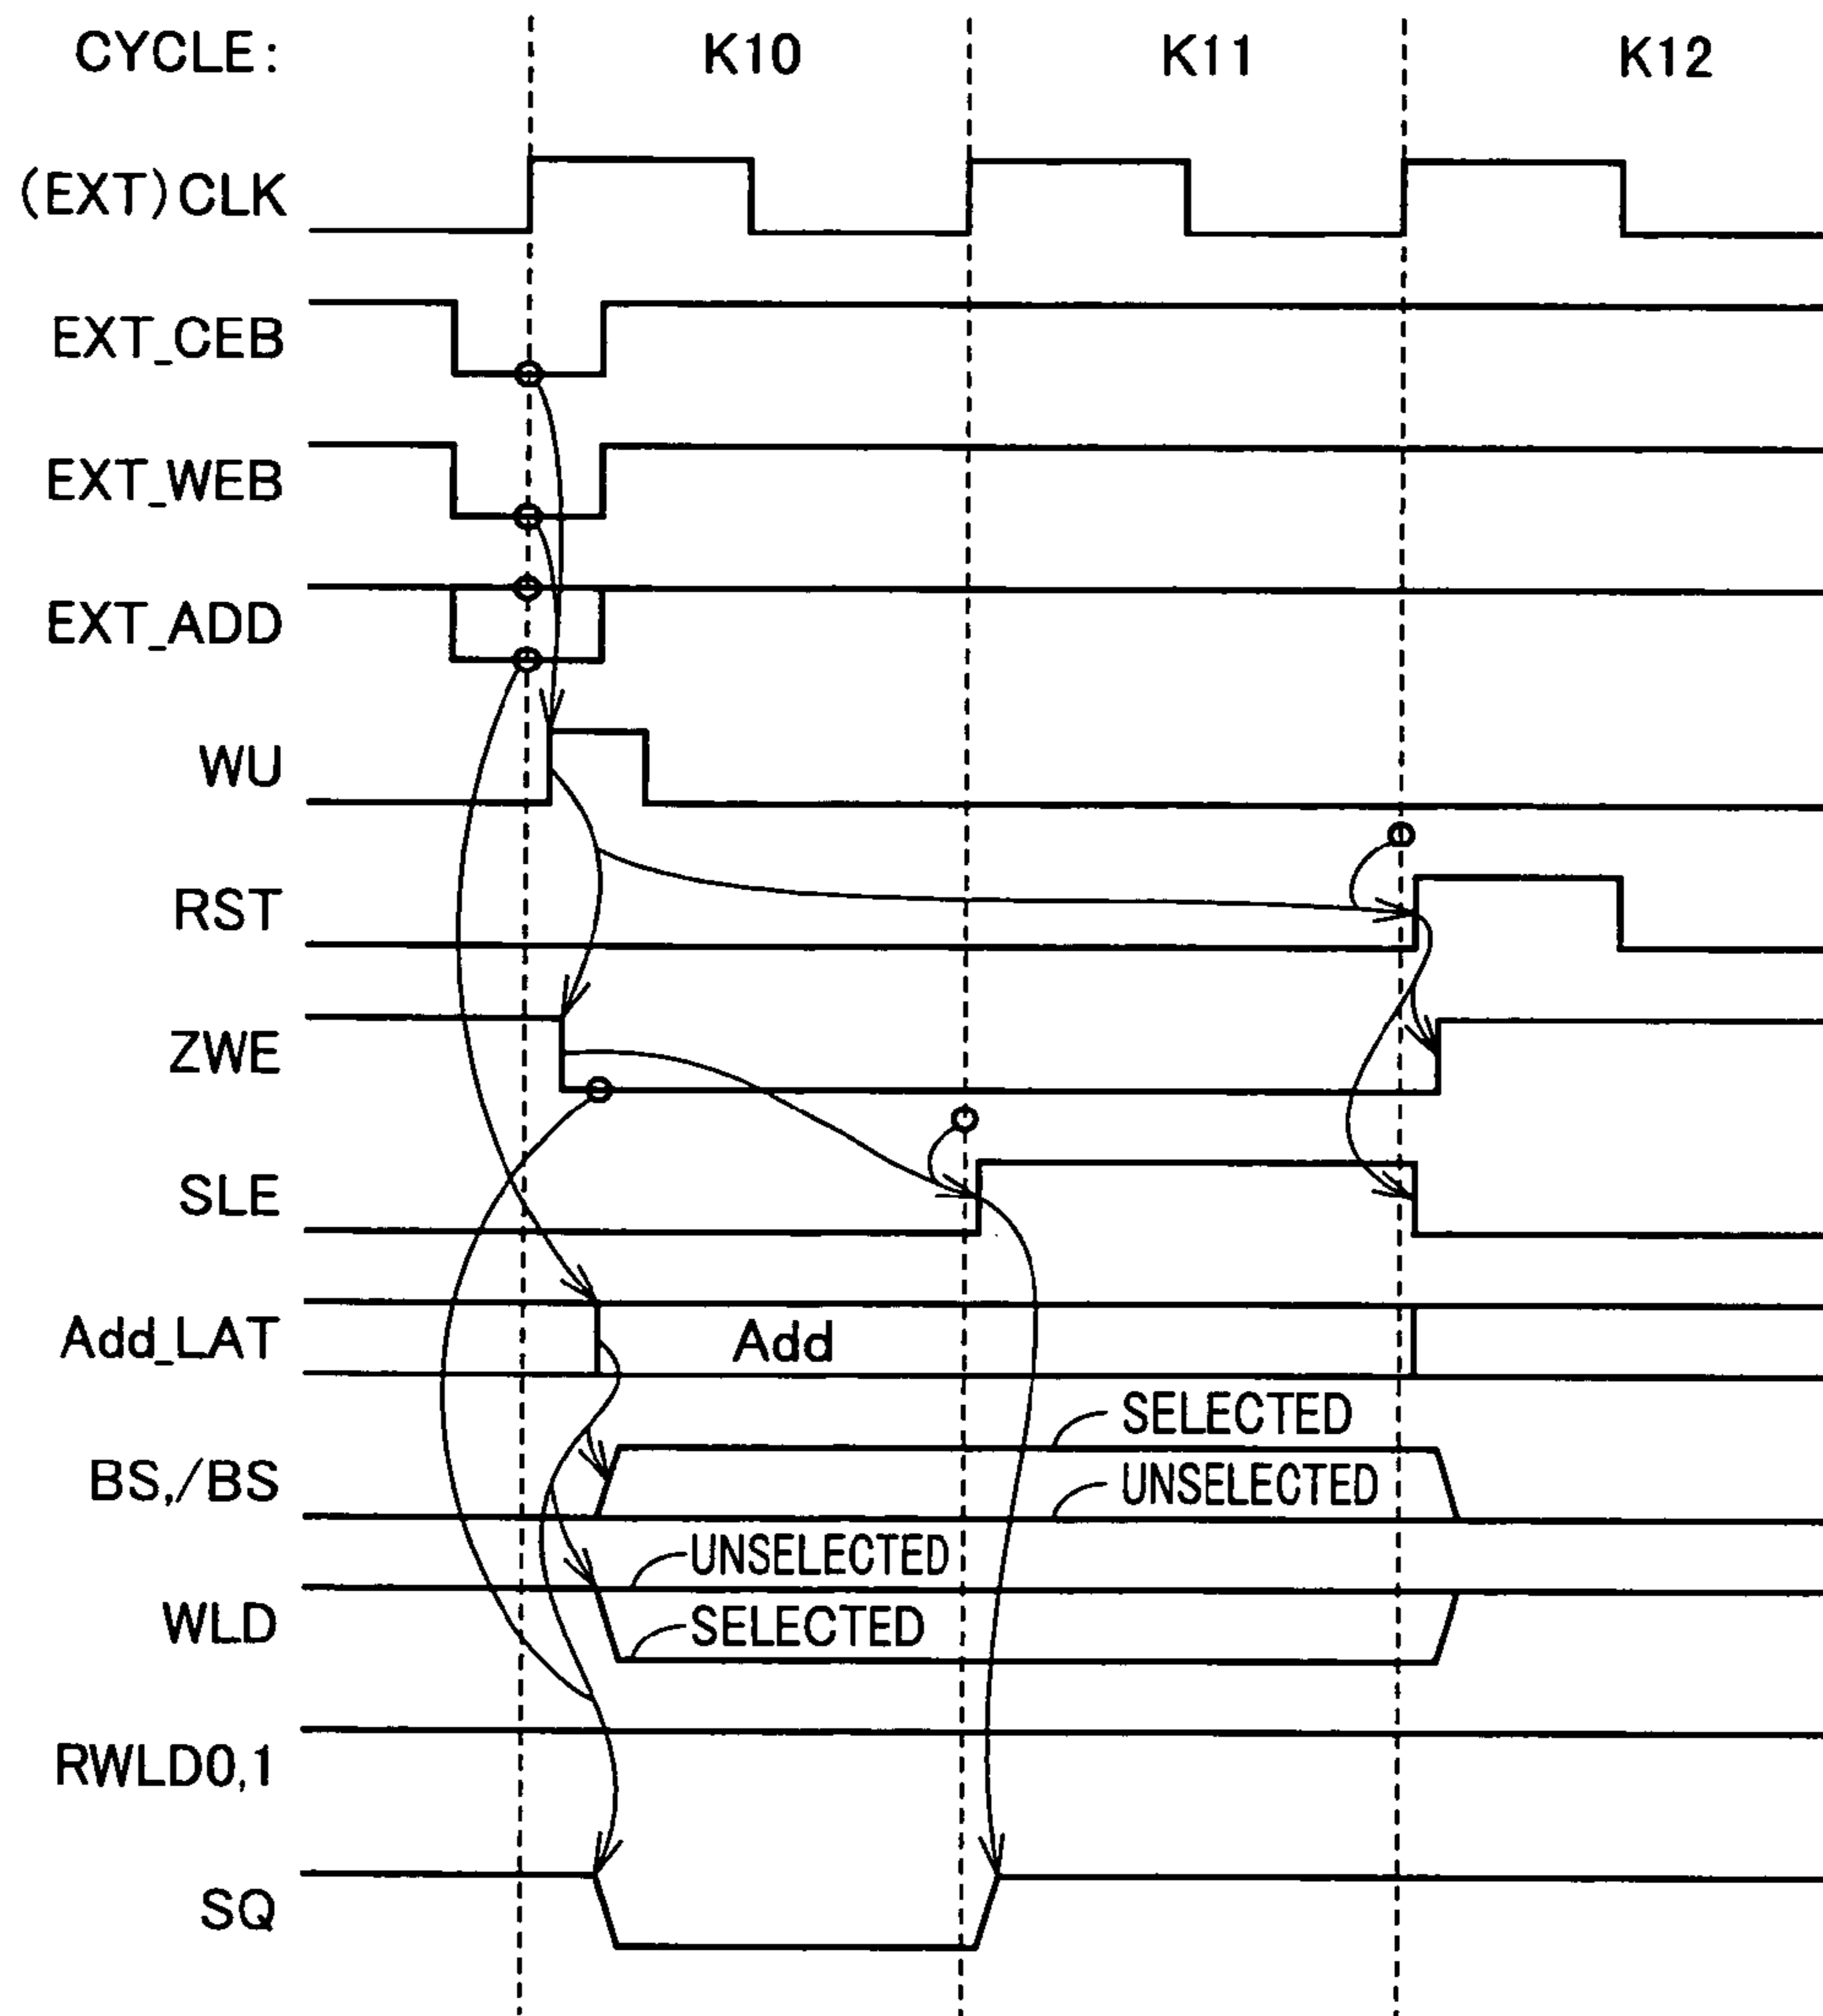 CYCLE: K10 K11 K12
(EXT)CLK
EXT_CEB
EXT_WEB
EXT_ADD
WU
RST
ZWE
SLE
Add_LAT Add
SELECTED
BS,/BS UNSELECTED
UNSELECTED
WLD SELECTED
RWLD0,1
SQ